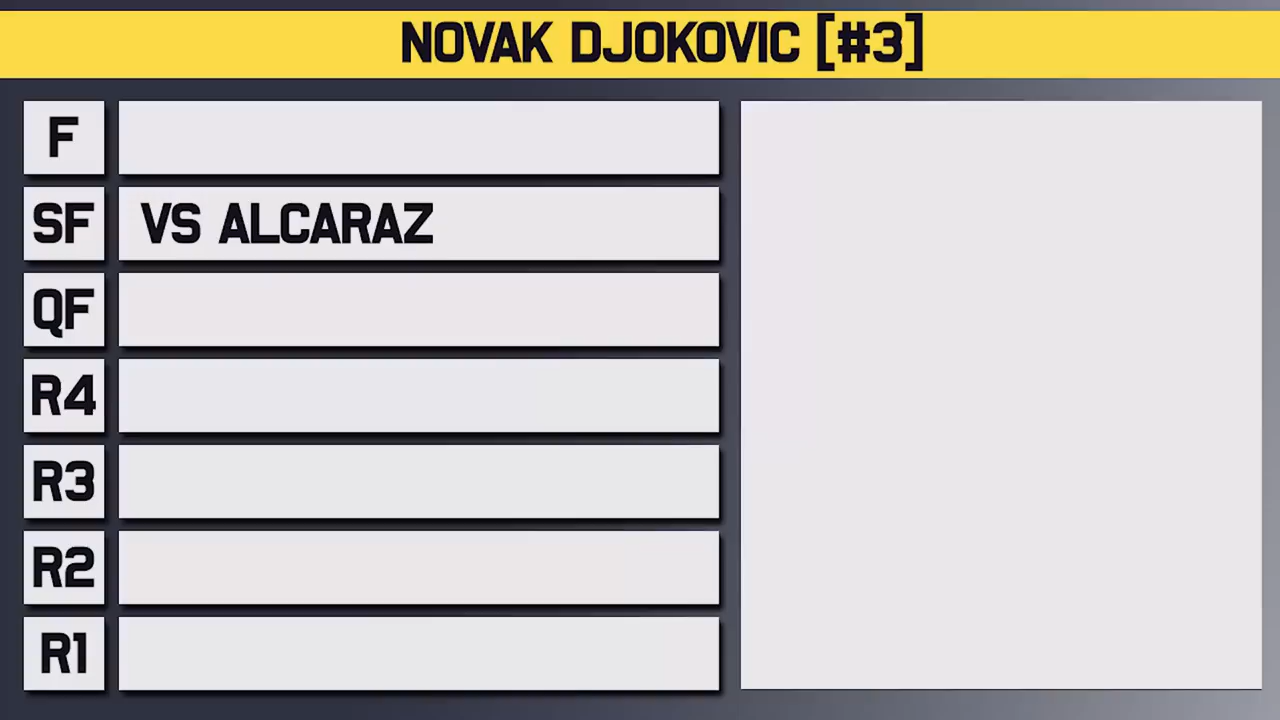 NOVAK DJOKOVIC [#3]
F
SF VS ALCARAZ
QF
R4
R3
R2
R1